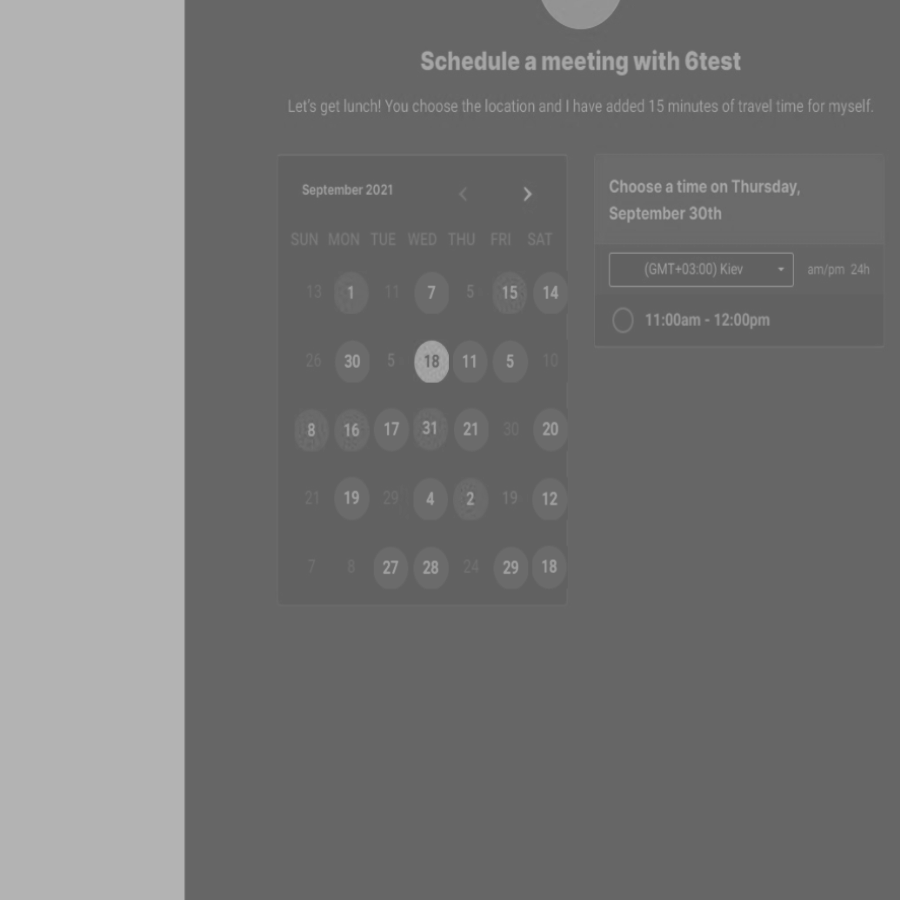 Schedule a meeting with 6test
Let's get lunch! You choose the location and I have added 15 minutes of travel time for myself.
September 2021
SUN MON TUE WED THU FRI SAT
13 1 11 7 5 15 14
26 30 5 18 11 5 10
8 16 17 31 21 30 20
21 19 29 4 2 19 12
7 8 27 28 24 29 18
Choose a time on Thursday,
September 30th
(GMT+03:00) Kiev am/pm 24h
11:00am - 12:00pm